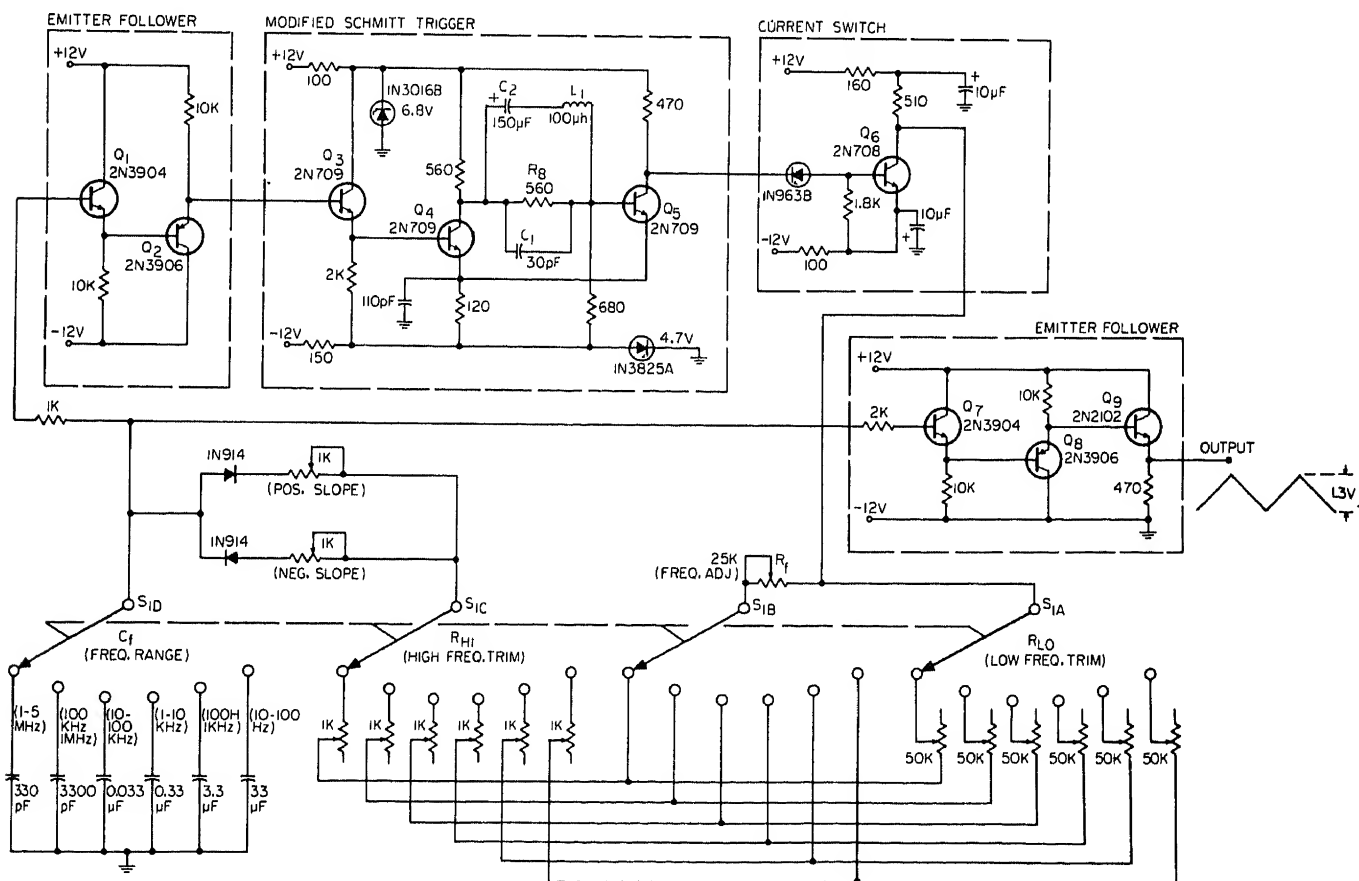 EMITTER FOLLOWER
+12V
10K
Q1
2N3904
Q2
2N3906
10K
-12V
MODIFIED SCHMITT TRIGGER
+12V
100
1N3016B
6.8V
C2
150µF
L1
100µh
470
Q3
2N709
560
R8
560
Q4
2N709
C1
30pF
Q5
2N709
2K
110pF
120
680
-12V
150
4.7V
1N3825A
CURRENT SWITCH
+12V
160
510
+
10µF
Q6
2N708
1N963B
1.8K
10µF
+
-12V
100
EMITTER FOLLOWER
+12V
2K
Q7
2N3904
10K
Q9
2N2102
Q8
2N3906
10K
470
-12V
OUTPUT
1.3V
1K
1N914
1K
(POS. SLOPE)
1N914
1K
(NEG. SLOPE)
25K
(FREQ. ADJ)
Rf
S1D
S1C
S1B
S1A
Cf
(FREQ. RANGE)
RHi
(HIGH FREQ. TRIM)
RLO
(LOW FREQ. TRIM)
(1-5
MHz)
(100
KHz
1MHz)
(10-
100
KHz)
(1-10
KHz)
(100H
1KHz)
(10-100
Hz)
330
pF
3300
pF
0.033
µF
0.33
µF
3.3
µF
33
µF
1K
1K
1K
1K
1K
1K
50K
50K
50K
50K
50K
50K